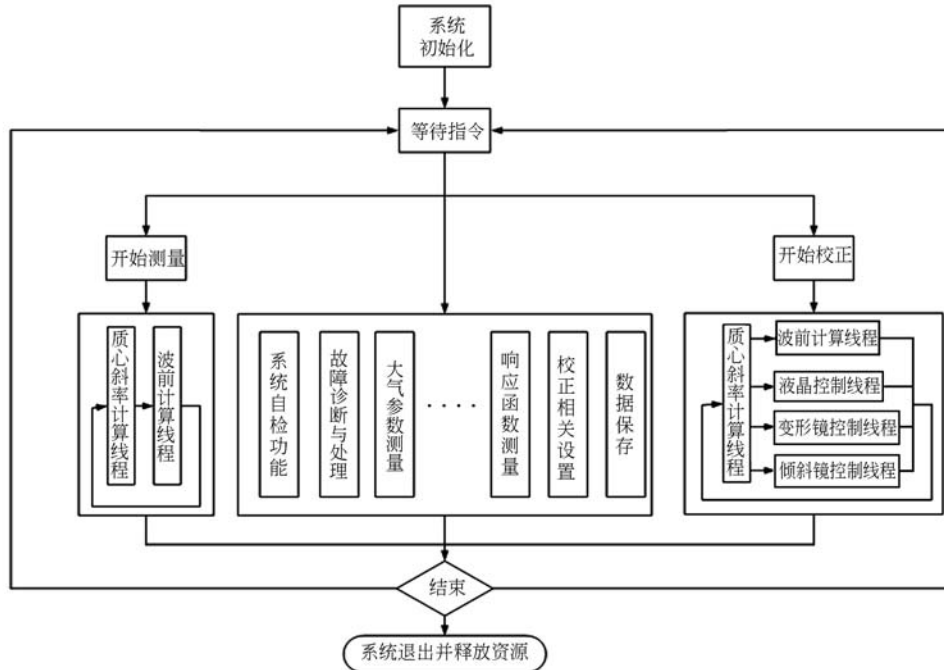 系统
初始化
等待指令
开始测量
开始校正
质心斜率计算线程
波前计算线程
系统自检功能
故障诊断与处理
大气参数测量
····
响应函数测量
校正相关设置
数据保存
质心斜率计算线程
波前计算线程
液晶控制线程
变形镜控制线程
倾斜镜控制线程
结束
系统退出并释放资源